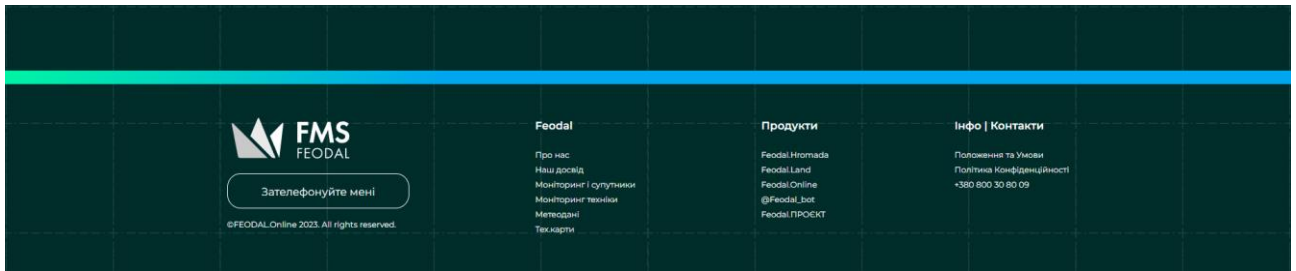 FMS
FEODAL
Зателефонуйте мені
©FEODAL.Online 2023. All rights reserved.
Feodal
Про нас
Наш досвід
Моніторинг і супутники
Моніторинг техніки
Метеодані
Тех.карти
Продукти
Feodal.Hromada
Feodal.Land
Feodal.Online
@Feodal_bot
Feodal.ПРОЄКТ
Інфо | Контакти
Положення та Умови
Політика Конфіденційності
+380 800 30 80 09